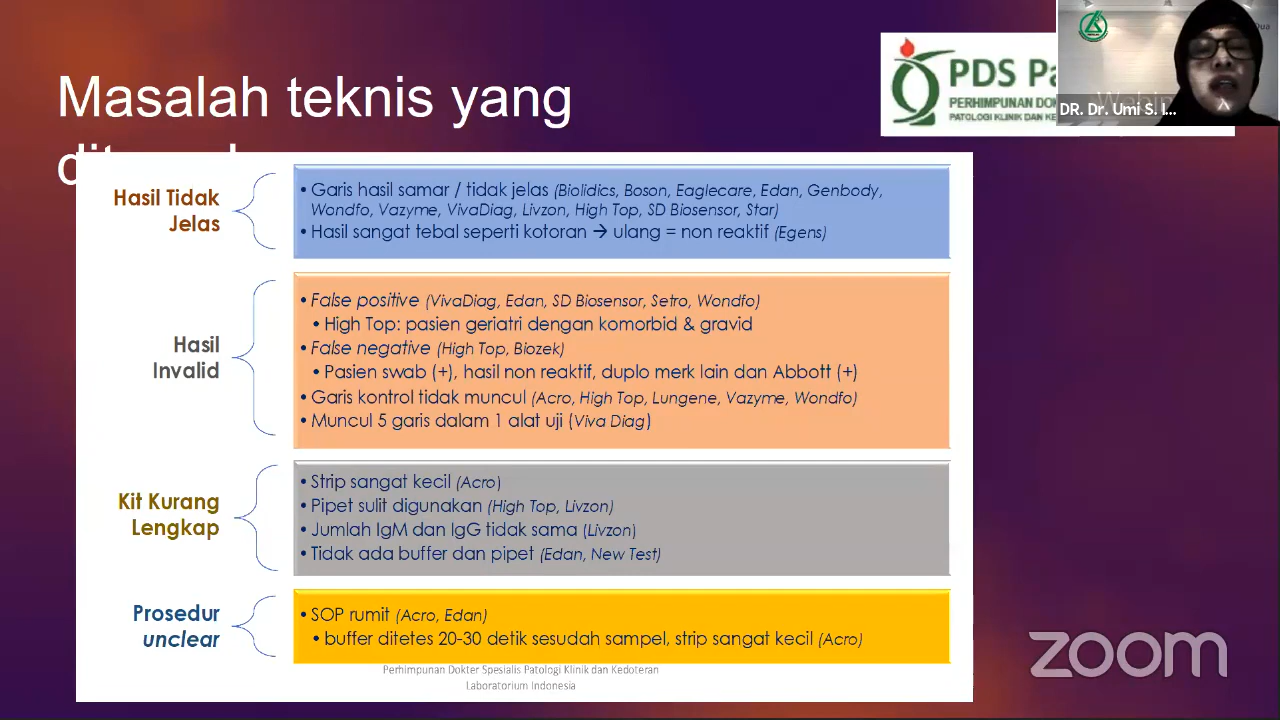 Masalah teknis yang
PDS
PERHIMPUNAN
PATOLOGI KLINIK DAN
DR. Dr. Umi S. I...
Hasil Tidak
Jelas
• Garis hasil samar / tidak jelas (Biolidics, Boson, Eaglecare, Edan, Genbody,
Wondfo, Vazyme, VivaDiag, Livzon, High Top, SD Biosensor, Star)
• Hasil sangat tebal seperti kotoran → ulang = non reaktif (Egens)
Hasil
Invalid
• False positive (VivaDiag, Edan, SD Biosensor, Setro, Wondfo)
• High Top: pasien geriatri dengan komorbid & gravid
• False negative (High Top, Biozek)
• Pasien swab (+), hasil non reaktif, duplo merk lain dan Abbott (+)
• Garis kontrol tidak muncul (Acro, High Top, Lungene, Vazyme, Wondfo)
• Muncul 5 garis dalam 1 alat uji (Viva Diag)
Kit Kurang
Lengkap
• Strip sangat kecil (Acro)
• Pipet sulit digunakan (High Top, Livzon)
• Jumlah IgM dan IgG tidak sama (Livzon)
• Tidak ada buffer dan pipet (Edan, New Test)
Prosedur
unclear
• SOP rumit (Acro, Edan)
• buffer ditetes 20-30 detik sesudah sampel, strip sangat kecil (Acro)
Perhimpunan Dokter Spesialis Patologi Klinik dan Kedoteran
Laboratorium Indonesia
zoom